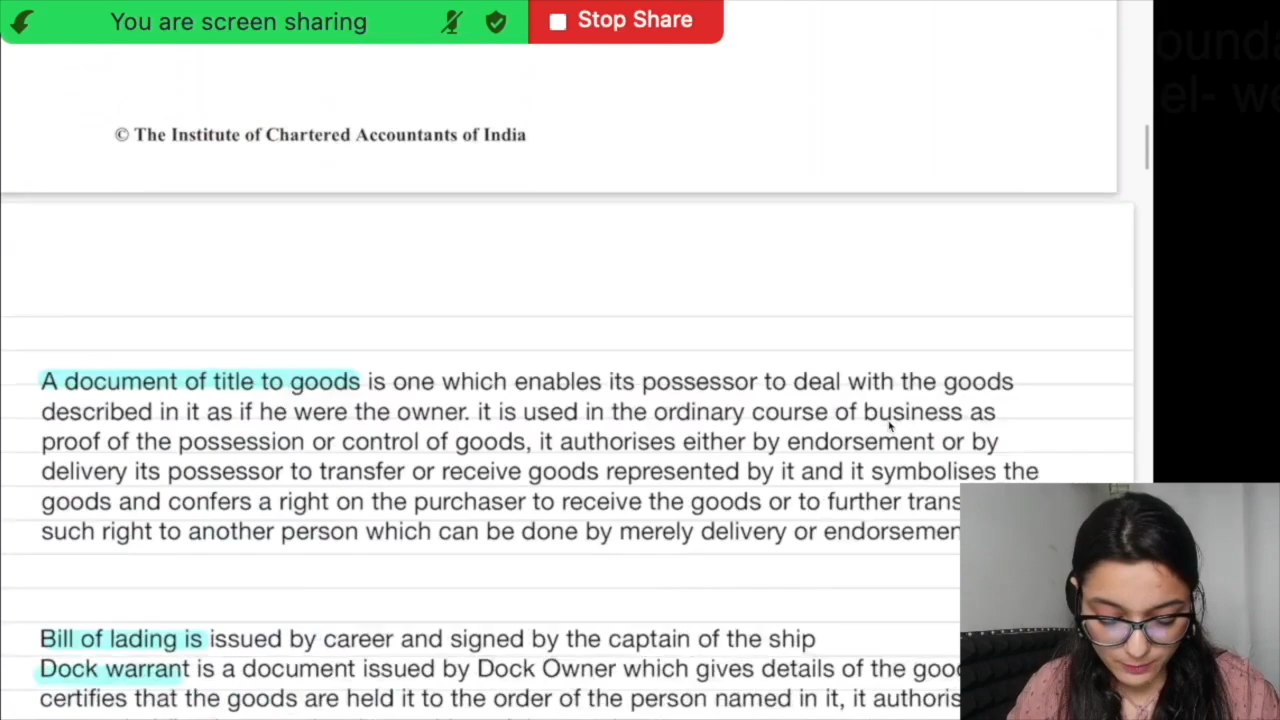 You are screen sharing
Stop Share
© The Institute of Chartered Accountants of India
A document of title to goods is one which enables its possessor to deal with the goods
described in it as if he were the owner. it is used in the ordinary course of business as
proof of the possession or control of goods, it authorises either by endorsement or by
delivery its possessor to transfer or receive goods represented by it and it symbolises the
goods and confers a right on the purchaser to receive the goods or to further
such right to another person which can be done by merely delivery or
Bill of lading is issued by career and signed by the captain of the ship
Dock warrant is a document issued by Dock Owner which gives details of the
certifies that the goods are held it to the order of the person named in it, it